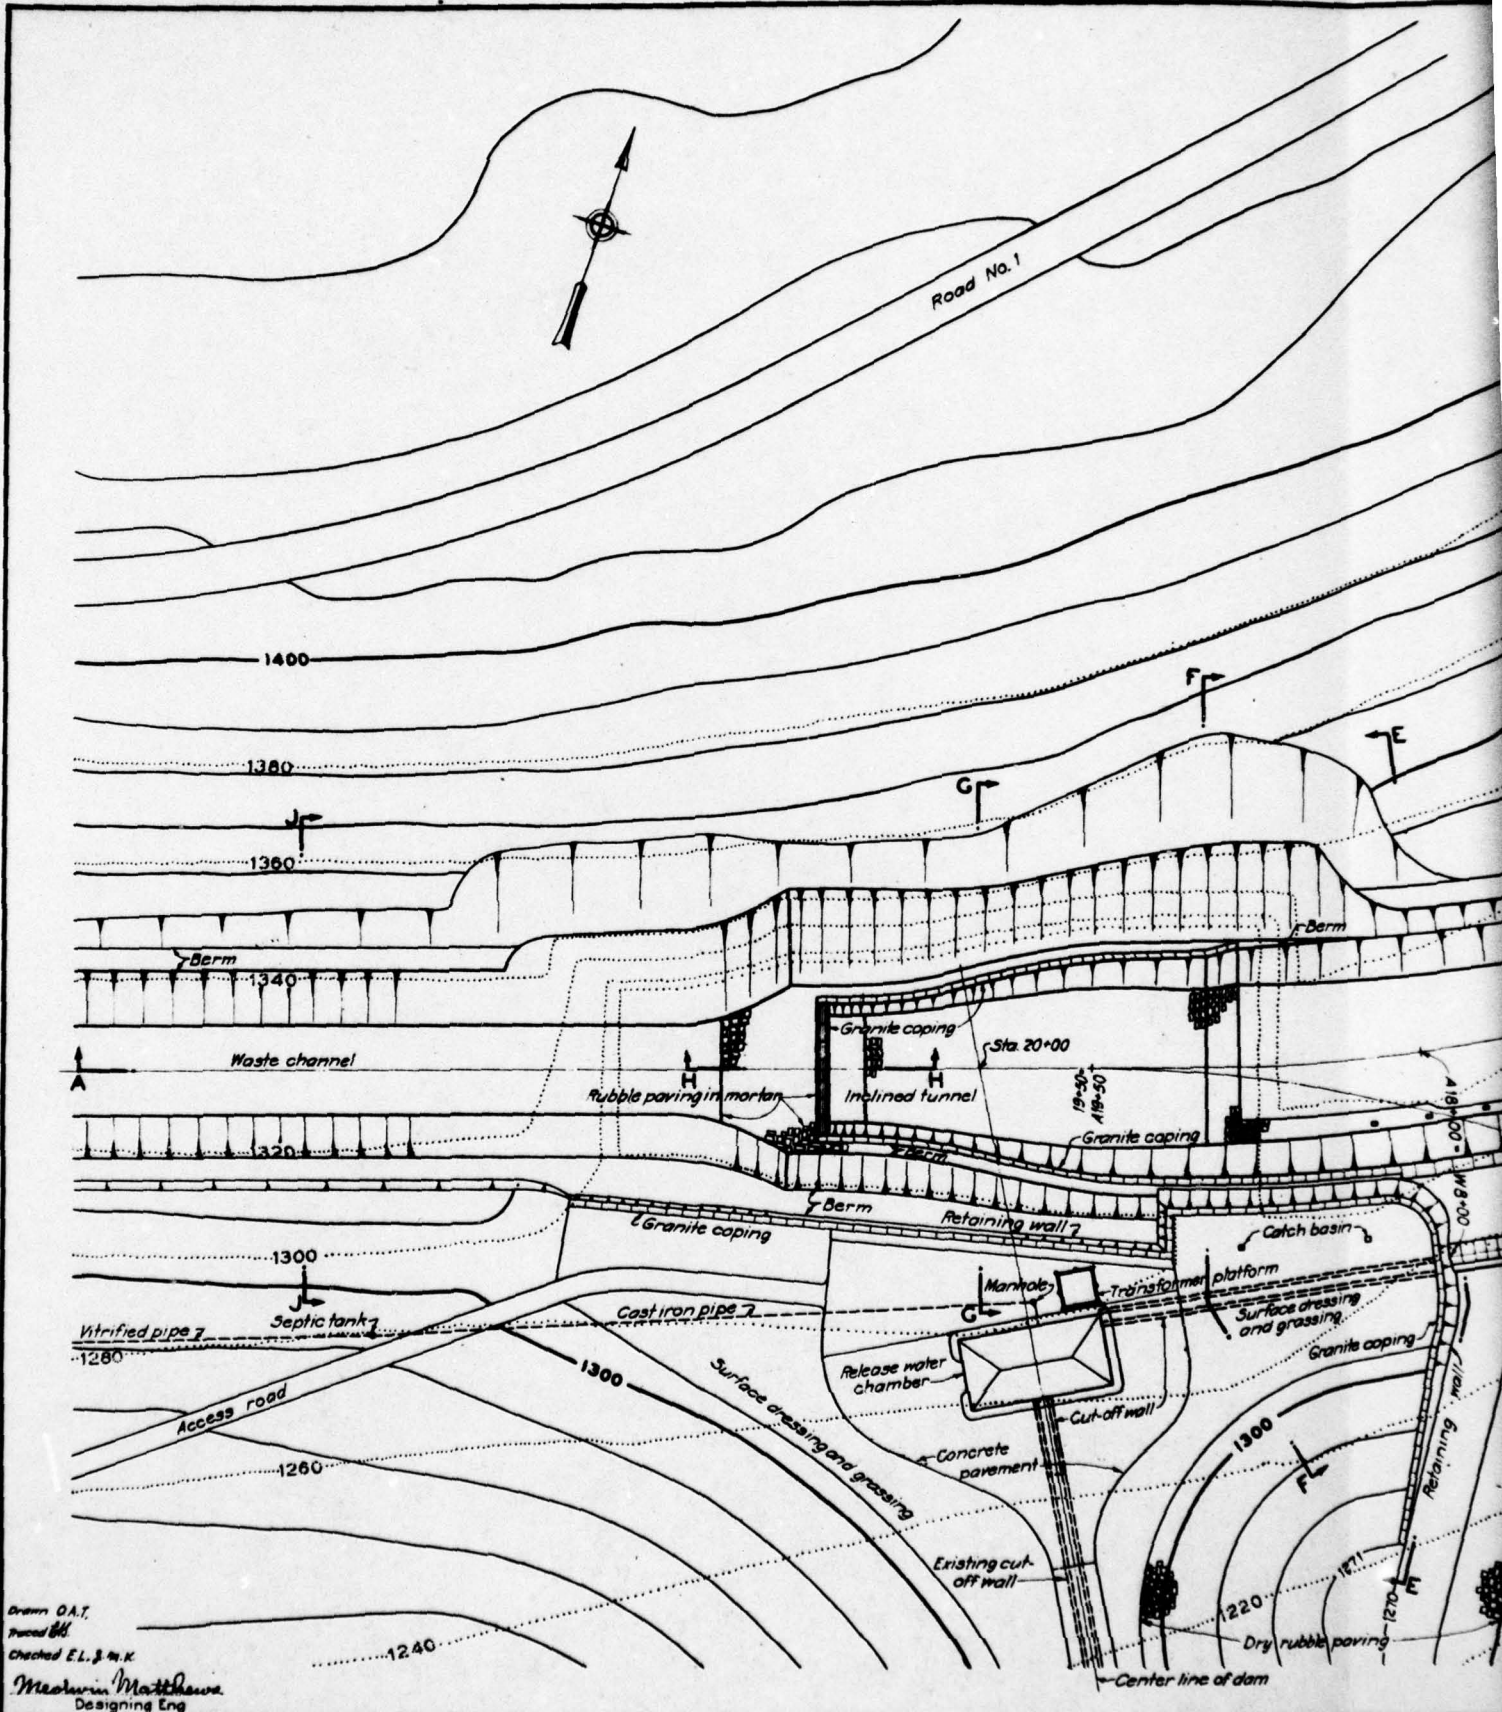 Road No. 1
1400
F
E
1380
G
J
1360
Berm
Berm
1340
Granite coping
Waste channel
Sta. 20+00
A
H
H
Rubble paving in mortar
Inclined tunnel
19+50
A19+50
A18+00 = W8+00
Granite coping
1320
Berm
Berm
Granite coping
Retaining wall
Catch basin
1300
Manhole
Transformer platform
J
Septic tank
Cast iron pipe
G
Surface dressing
and grassing
Vitrified pipe
1280
Granite coping
1300
Release water
chamber
Surface dressing and grassing
Access road
Cut-off wall
1300
Retaining wall
Concrete
pavement
F
1260
Existing cut-
off wall
1271
1270
E
1220
Dry rubble paving
1240
Center line of dam
Drawn O.A.T.
Traced
Checked E.L. & M.K.
Matthews
Designing Eng